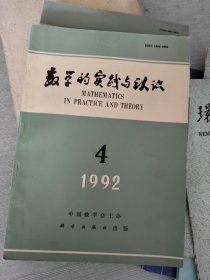 数学的实践与认识
MATHEMATICS
IN PRACTICE AND THEORY
4
1992
中国数学会主办
科学出版社 出版
环